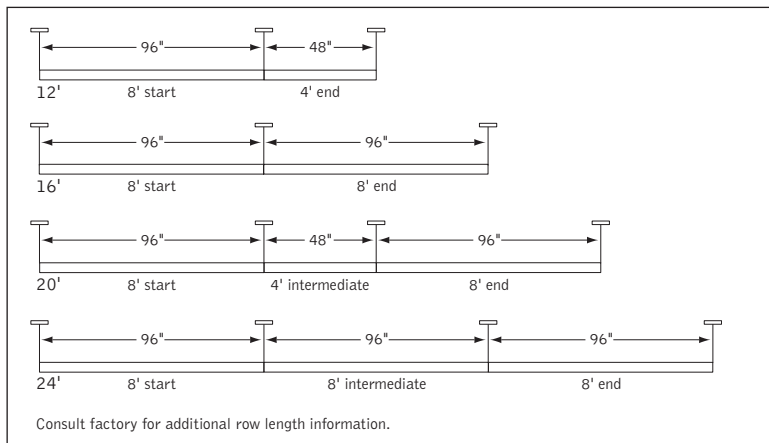 96" 48"
12' 8' start 4' end
96" 96"
16' 8' start 8' end
96" 48" 96"
20' 8' start 4' intermediate 8' end
96" 96" 96"
24' 8' start 8' intermediate 8' end
Consult factory for additional row length information.